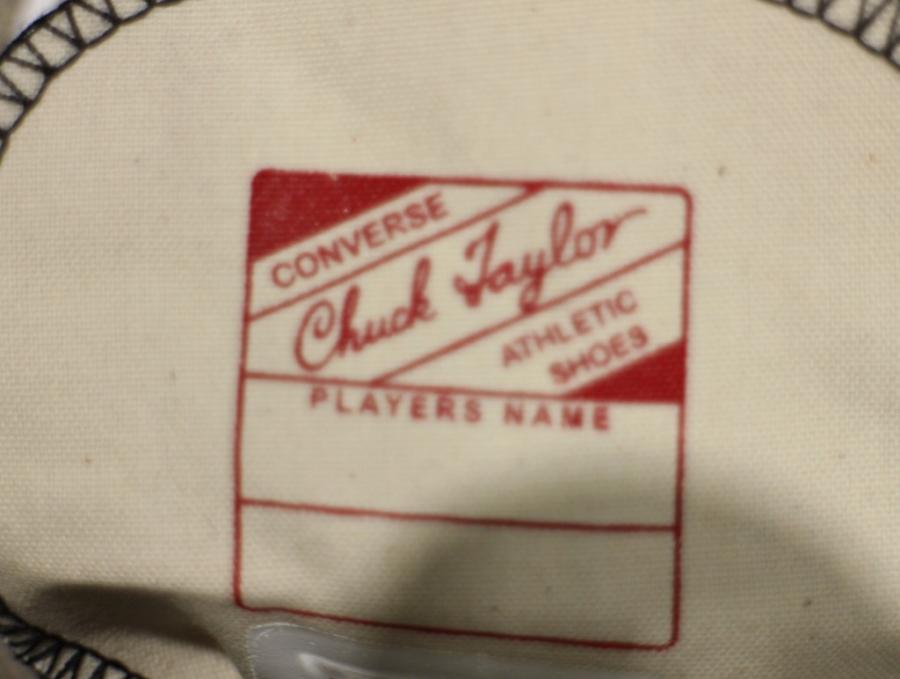 CONVERSE
Chuck Taylor
ATHLETIC
SHOES
PLAYERS NAME